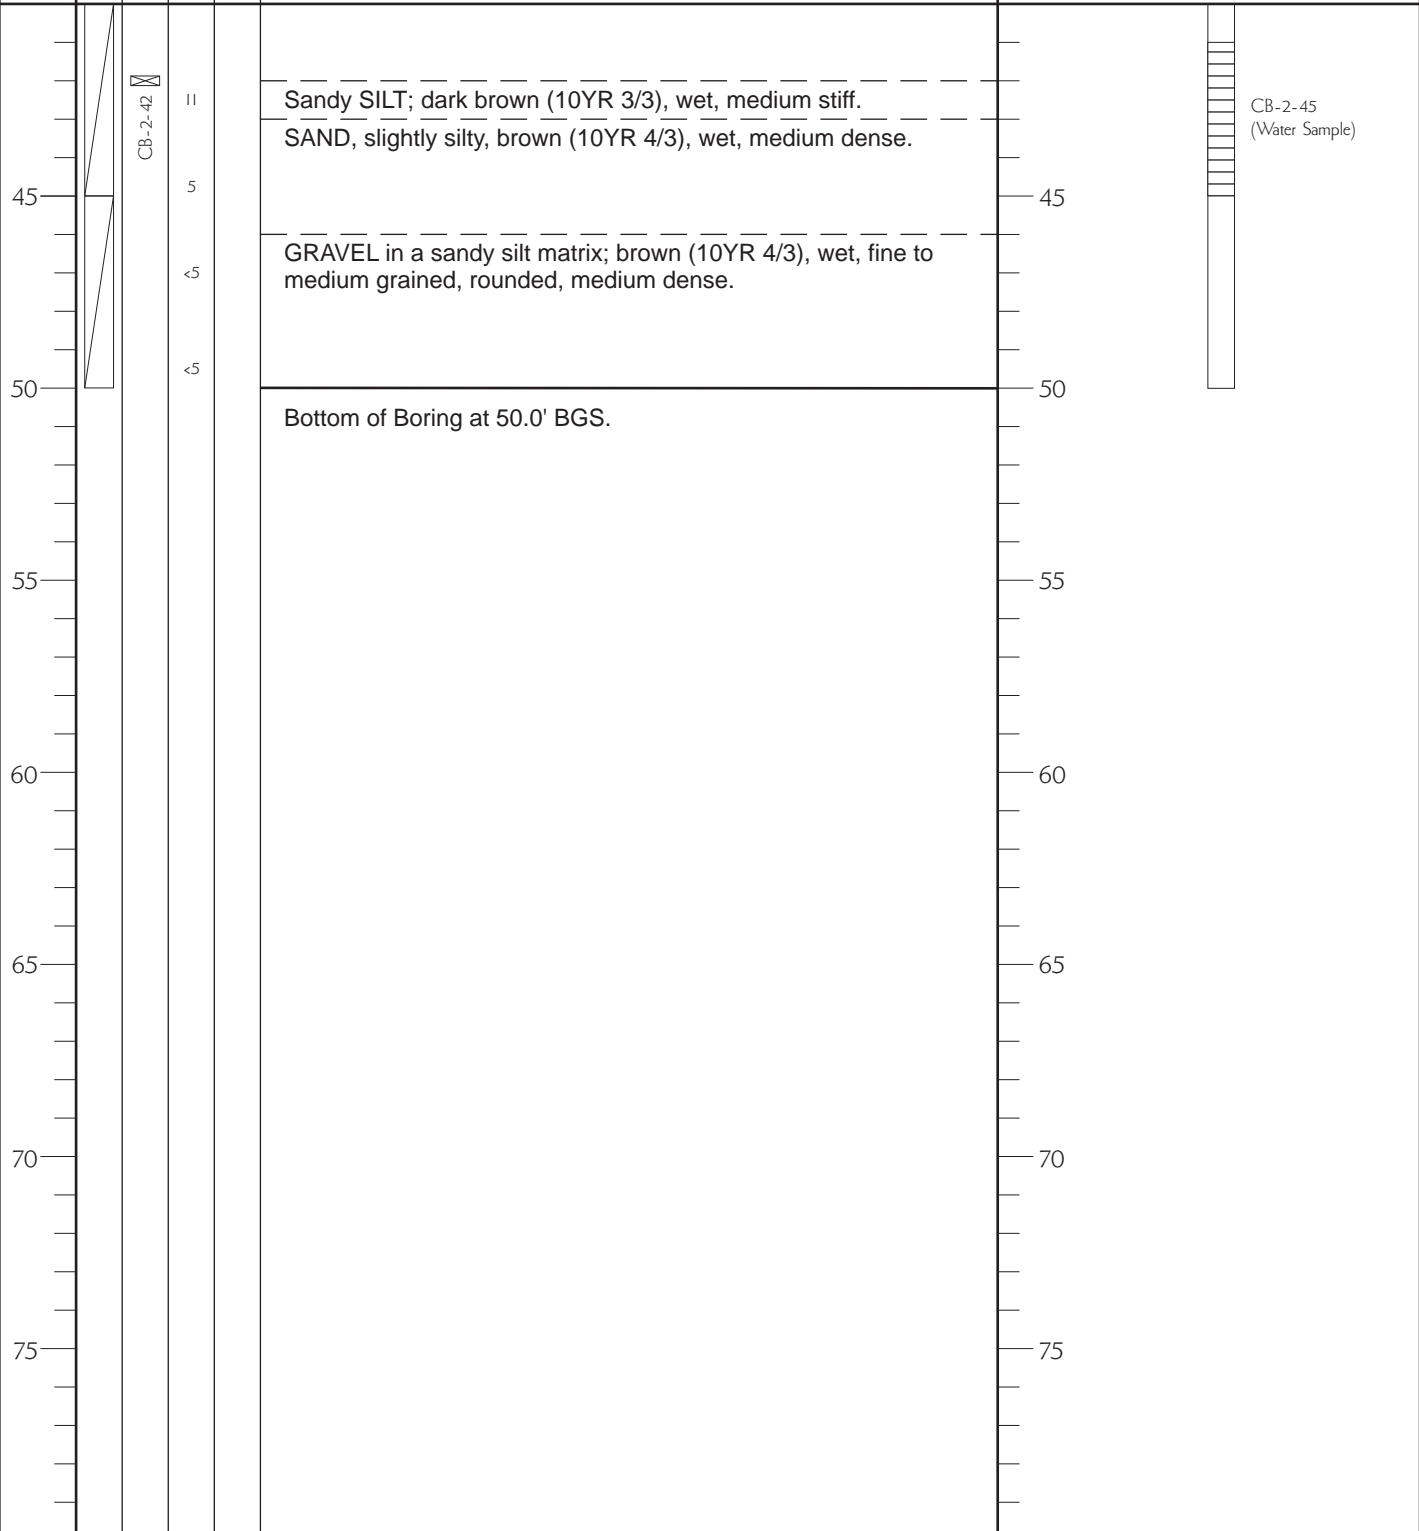 CB-2-42
11
Sandy SILT; dark brown (10YR 3/3), wet, medium stiff.
CB-2-45
(Water Sample)
SAND, slightly silty, brown (10YR 4/3), wet, medium dense.
5
45
45
GRAVEL in a sandy silt matrix; brown (10YR 4/3), wet, fine to
medium grained, rounded, medium dense.
<5
<5
50
50
Bottom of Boring at 50.0' BGS.
55
55
60
60
65
65
70
70
75
75